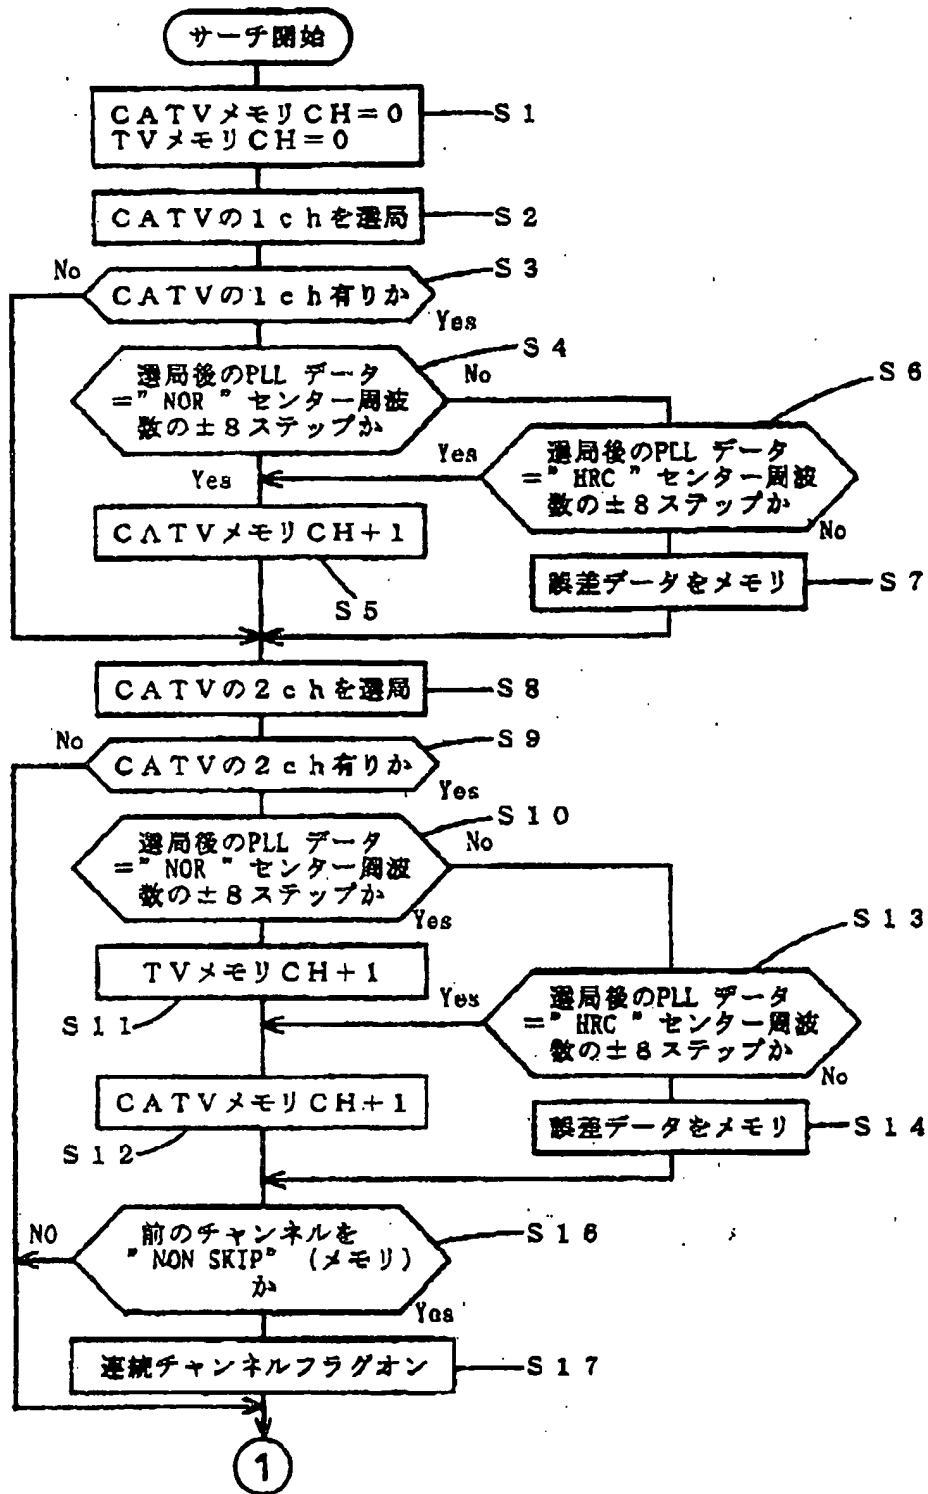 サーチ開始
CATVメモリCH=0
TVメモリCH=0
S1
CATVの1chを選局
S2
S3
No
CATVの1ch有りか
Yes
S4
選局後のPLL データ
=" NOR " センター周波
数の±8ステップか
No
S6
Yes
Yes
選局後のPLL データ
=" HRC " センター周波
数の±8ステップか
No
CATVメモリCH+1
S5
誤差データをメモリ
S7
CATVの2chを選局
S8
S9
No
CATVの2ch有りか
Yes
S10
選局後のPLL データ
=" NOR " センター周波
数の±8ステップか
No
Yes
S13
TVメモリCH+1
S11
Yes
選局後のPLL データ
=" HRC " センター周波
数の±8ステップか
No
CATVメモリCH+1
S12
誤差データをメモリ
S14
NO
前のチャンネルを
" NON SKIP" (メモリ)
か
S16
Yes
連続チャンネルフラグオン
S17
1